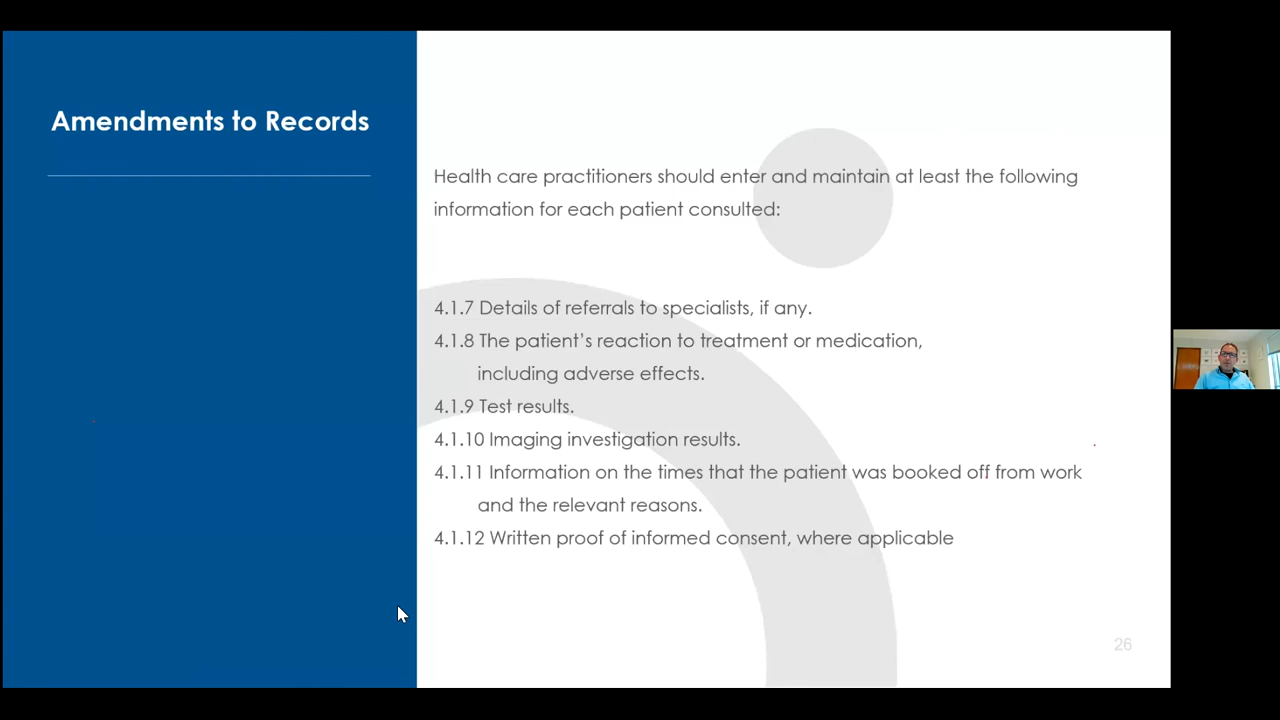 Amendments to Records
Health care practitioners should enter and maintain at least the following
information for each patient consulted:
4.1.7 Details of referrals to specialists, if any.
4.1.8 The patient’s reaction to treatment or medication,
including adverse effects.
4.1.9 Test results.
4.1.10 Imaging investigation results.
4.1.11 Information on the times that the patient was booked off from work
and the relevant reasons.
4.1.12 Written proof of informed consent, where applicable
26